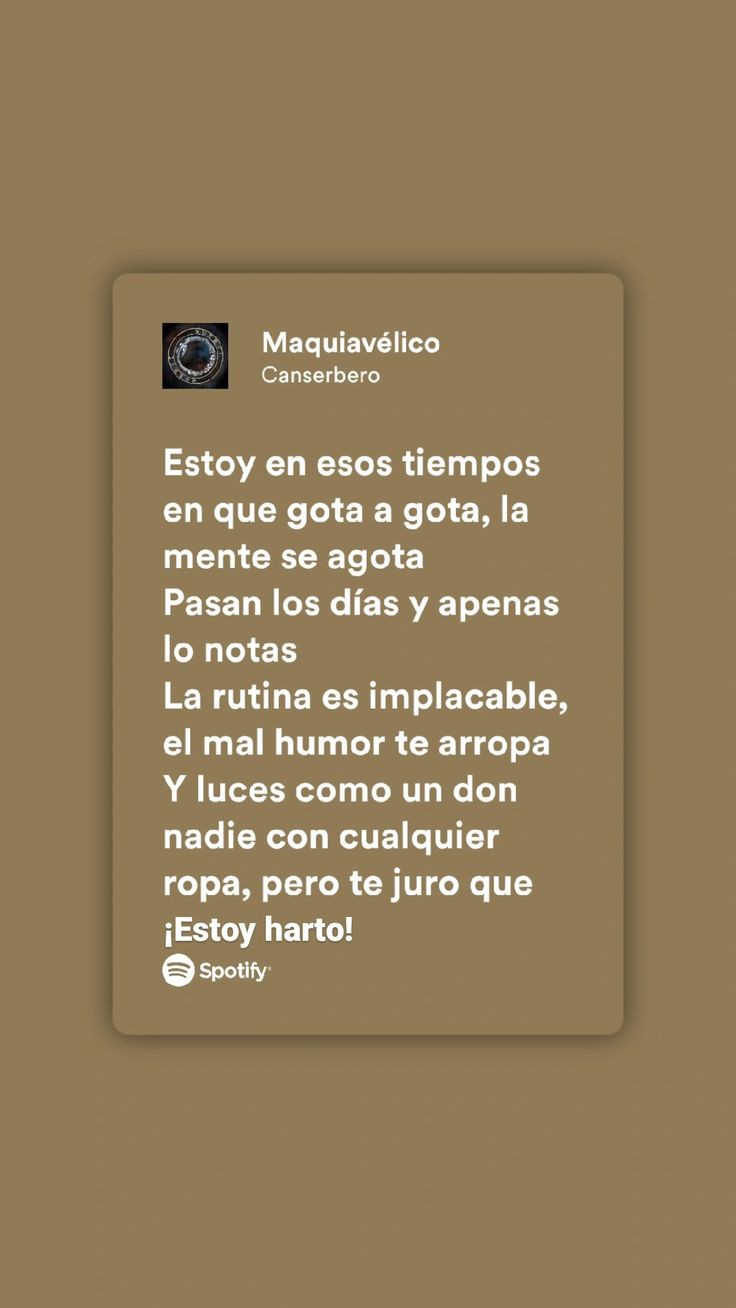 Maquiavélico
Canserbero
Estoy en esos tiempos
en que gota a gota, la
mente se agota
Pasan los días y apenas
lo notas
La rutina es implacable,
el mal humor te arropa
Y luces como un don
nadie con cualquier
ropa, pero te juro que
¡Estoy harto!
Spotify